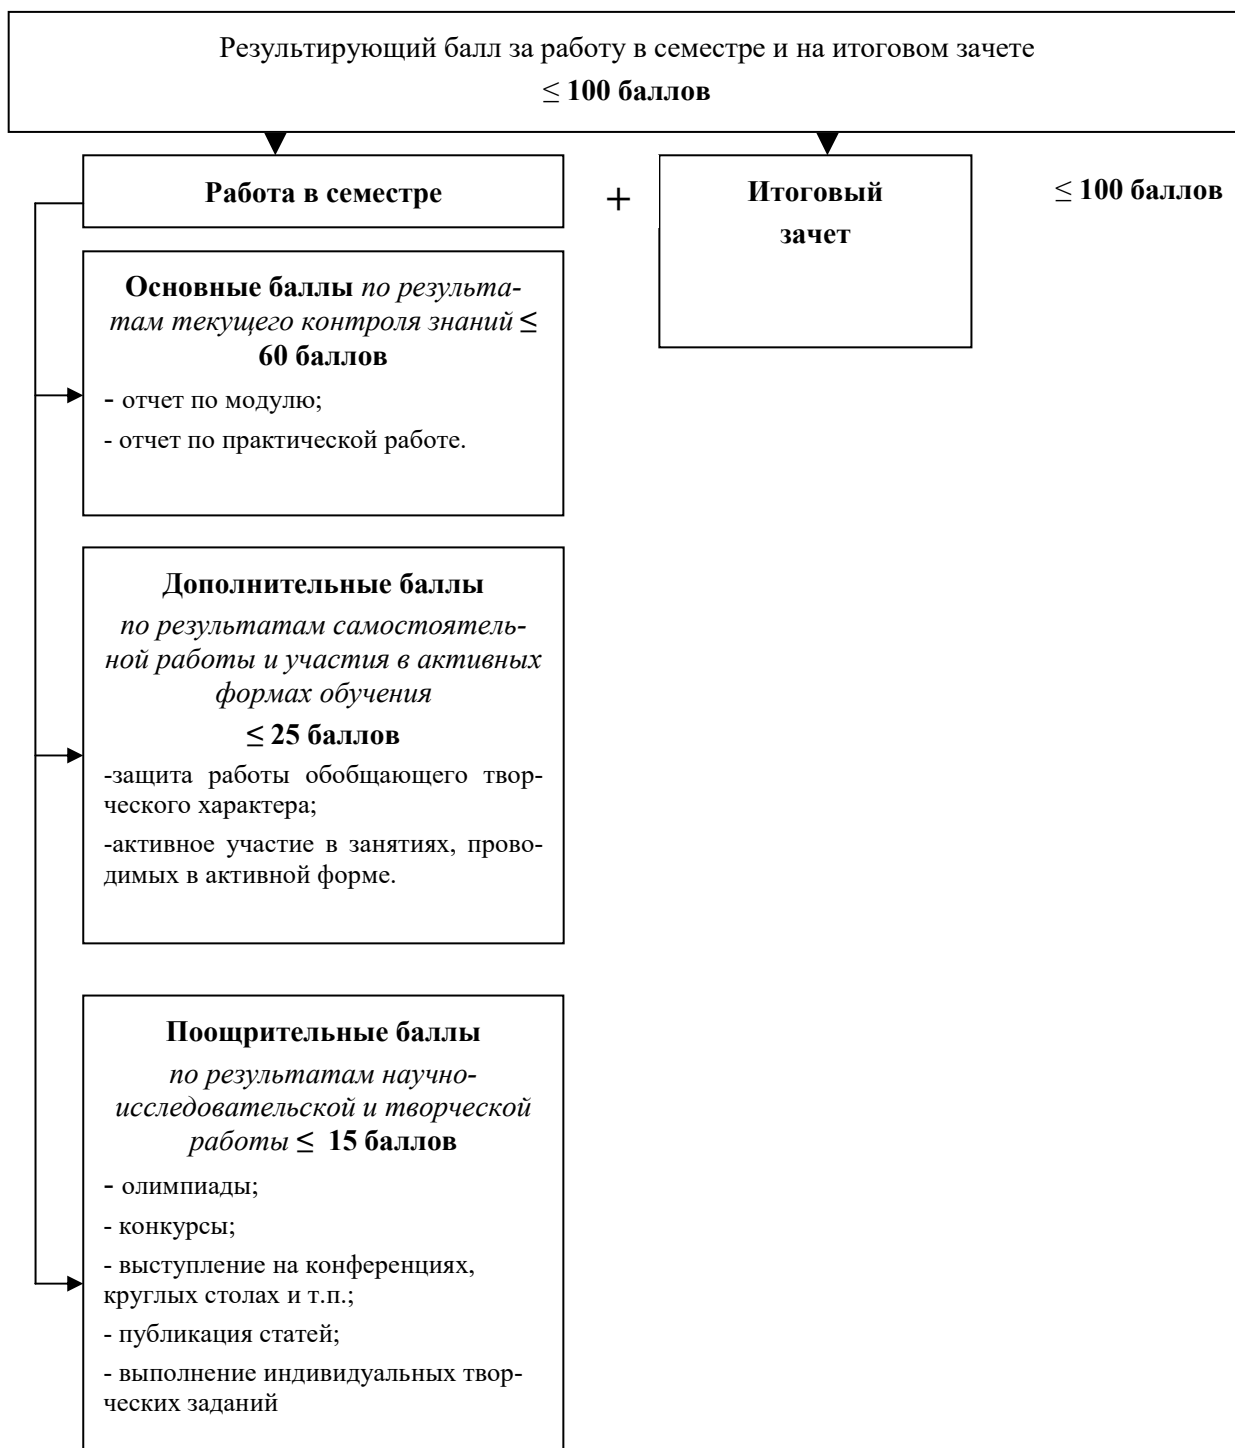 Результирующий балл за работу в семестре и на итоговом зачете
≤ 100 баллов
Работа в семестре
+
Итоговый
зачет
≤ 100 баллов
Основные баллы по результа-
там текущего контроля знаний ≤
60 баллов
- отчет по модулю;
- отчет по практической работе.
Дополнительные баллы
по результатам самостоятель-
ной работы и участия в активных
формах обучения
≤ 25 баллов
-защита работы обобщающего твор-
ческого характера;
-активное участие в занятиях, прово-
димых в активной форме.
Поощрительные баллы
по результатам научно-
исследовательской и творческой
работы ≤ 15 баллов
- олимпиады;
- конкурсы;
- выступление на конференциях,
круглых столах и т.п.;
- публикация статей;
- выполнение индивидуальных твор-
ческих заданий